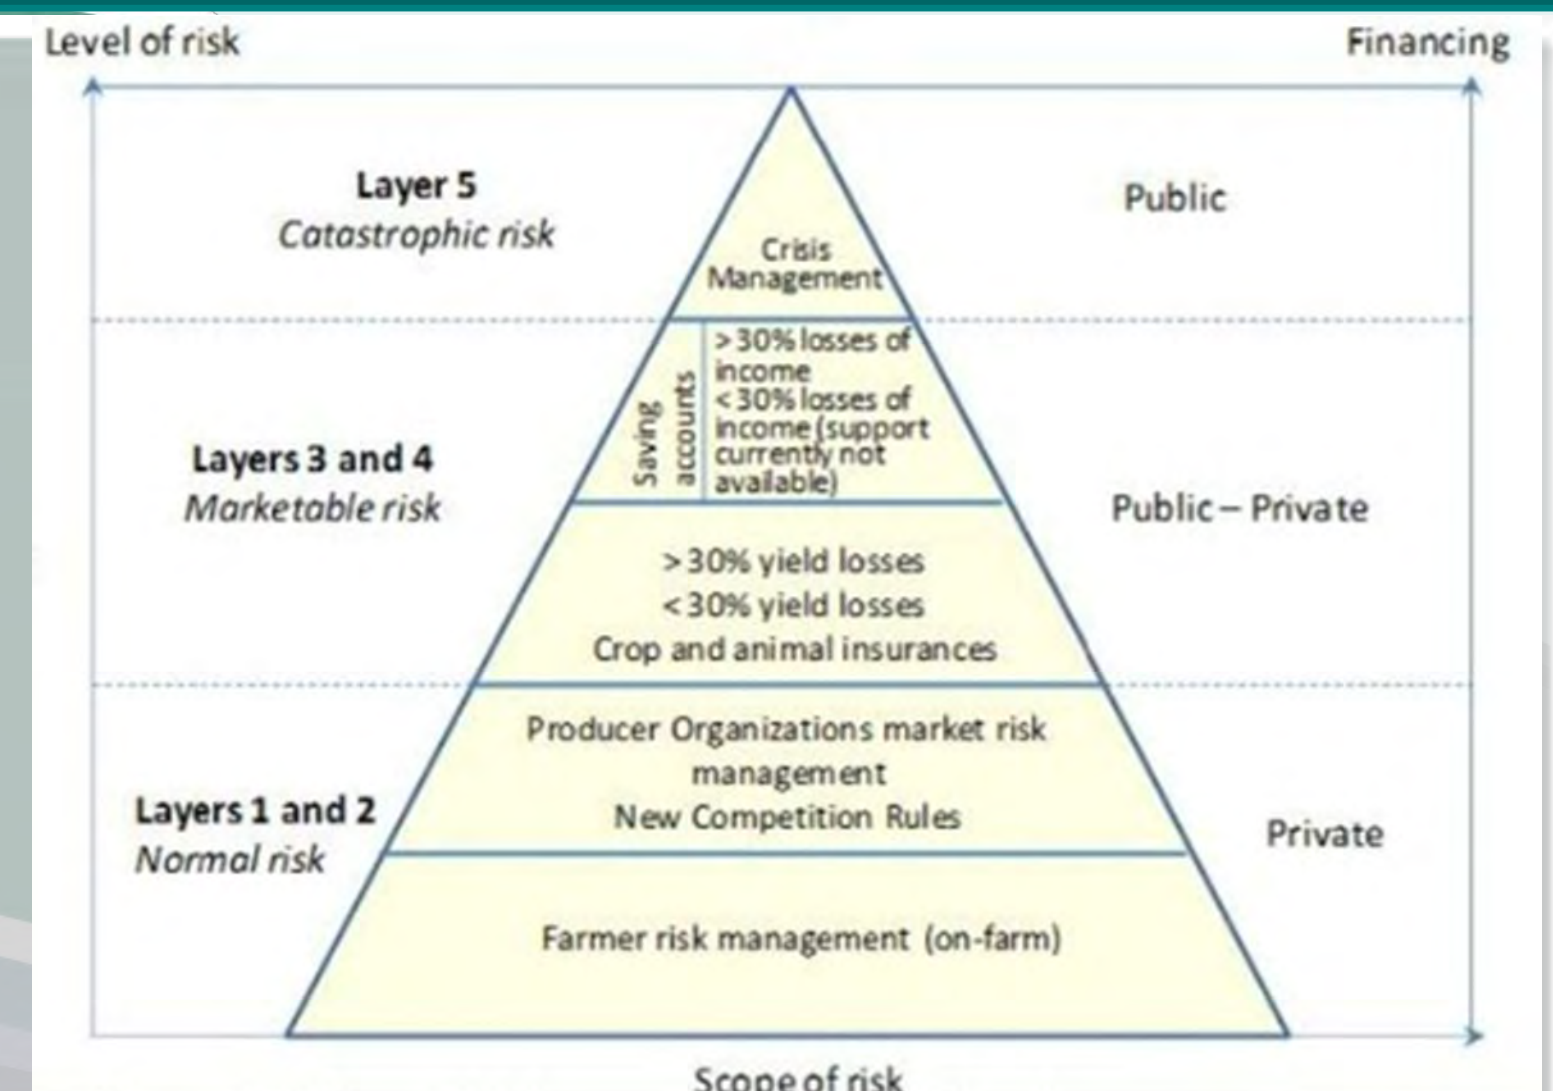 Level of risk
Financing
Layer 5
Catastrophic risk
Public
Crisis
Management
Saving
accounts
> 30% losses of
income
< 30% losses of
income (support
currently not
available)
Layers 3 and 4
Marketable risk
Public – Private
> 30% yield losses
< 30% yield losses
Crop and animal insurances
Producer Organizations market risk
management
New Competition Rules
Layers 1 and 2
Normal risk
Private
Farmer risk management (on-farm)
Scope of risk